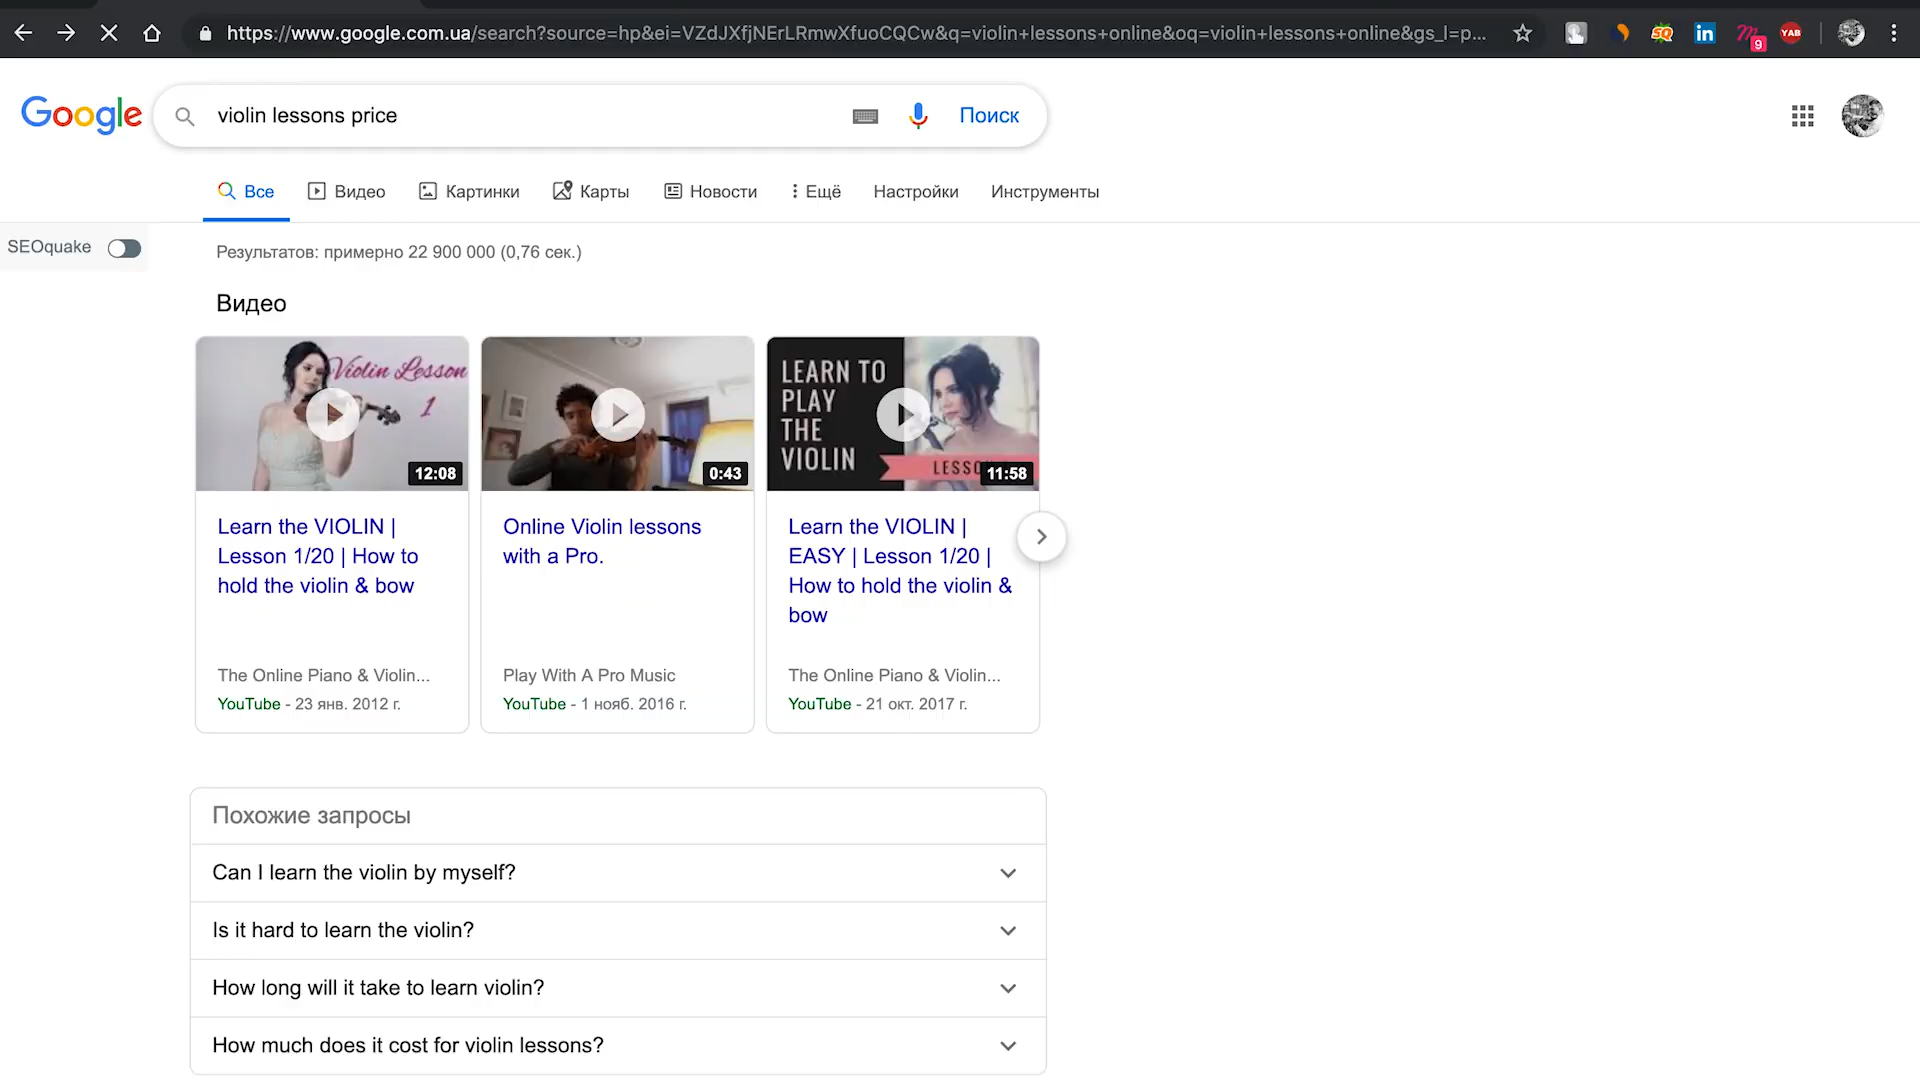 https://www.google.com.ua/search?source=hp&ei=VZdJXfjNErLRmwXfuoCQCw&q=violin+lessons+online&oq=violin+lessons+online&gs_l=p...
SQ
in
9
YAB
Google
violin lessons price
Поиск
Все
Видео
Картинки
Карты
Новости
Ещё
Настройки
Инструменты
SEOquake
Результатов: примерно 22 900 000 (0,76 сек.)
Видео
Violin Lesson
1
12:08
Learn the VIOLIN |
Lesson 1/20 | How to
hold the violin & bow
The Online Piano & Violin...
YouTube - 23 янв. 2012 г.
0:43
Online Violin lessons
with a Pro.
Play With A Pro Music
YouTube - 1 нояб. 2016 г.
LEARN TO
PLAY
THE
VIOLIN
11:58
Learn the VIOLIN |
EASY | Lesson 1/20 |
How to hold the violin &
bow
The Online Piano & Violin...
YouTube - 21 окт. 2017 г.
Похожие запросы
Can I learn the violin by myself?
Is it hard to learn the violin?
How long will it take to learn violin?
How much does it cost for violin lessons?